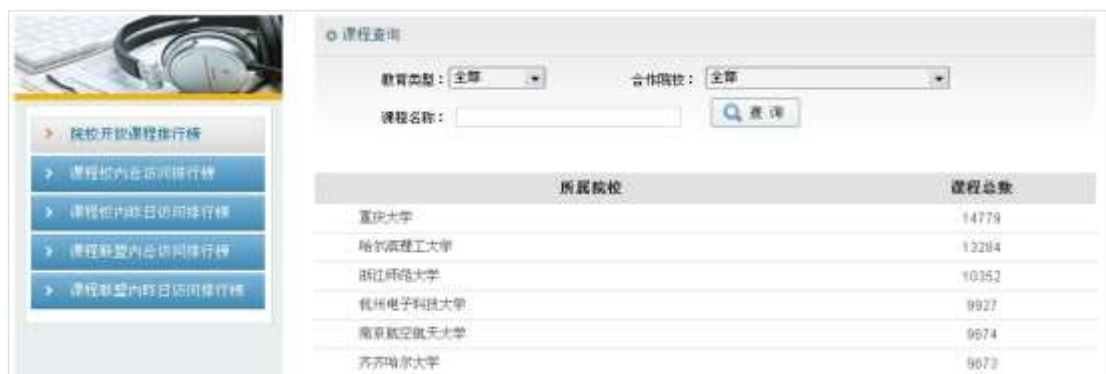 课程查询
教育类型：全部 合作院校：全部
课程名称： 查询
院校开放课程排行榜
课程校内总访问排行榜
课程校内昨日访问排行榜
课程联盟内总访问排行榜
课程联盟内昨日访问排行榜
所属院校 课程总数
重庆大学 14779
哈尔滨理工大学 13284
浙江师范大学 10352
杭州电子科技大学 9927
南京航空航天大学 9674
齐齐哈尔大学 9673